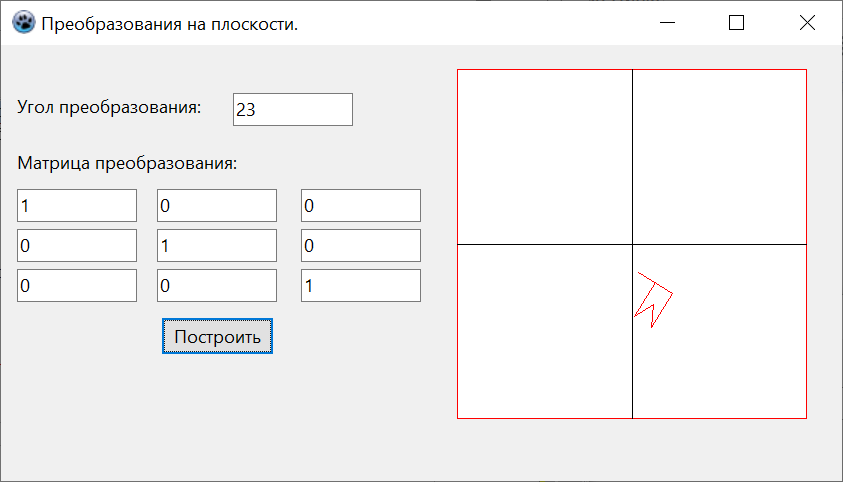 Преобразования на плоскости.
Угол преобразования: 23
Матрица преобразования:
1 0 0
0 1 0
0 0 1
Построить